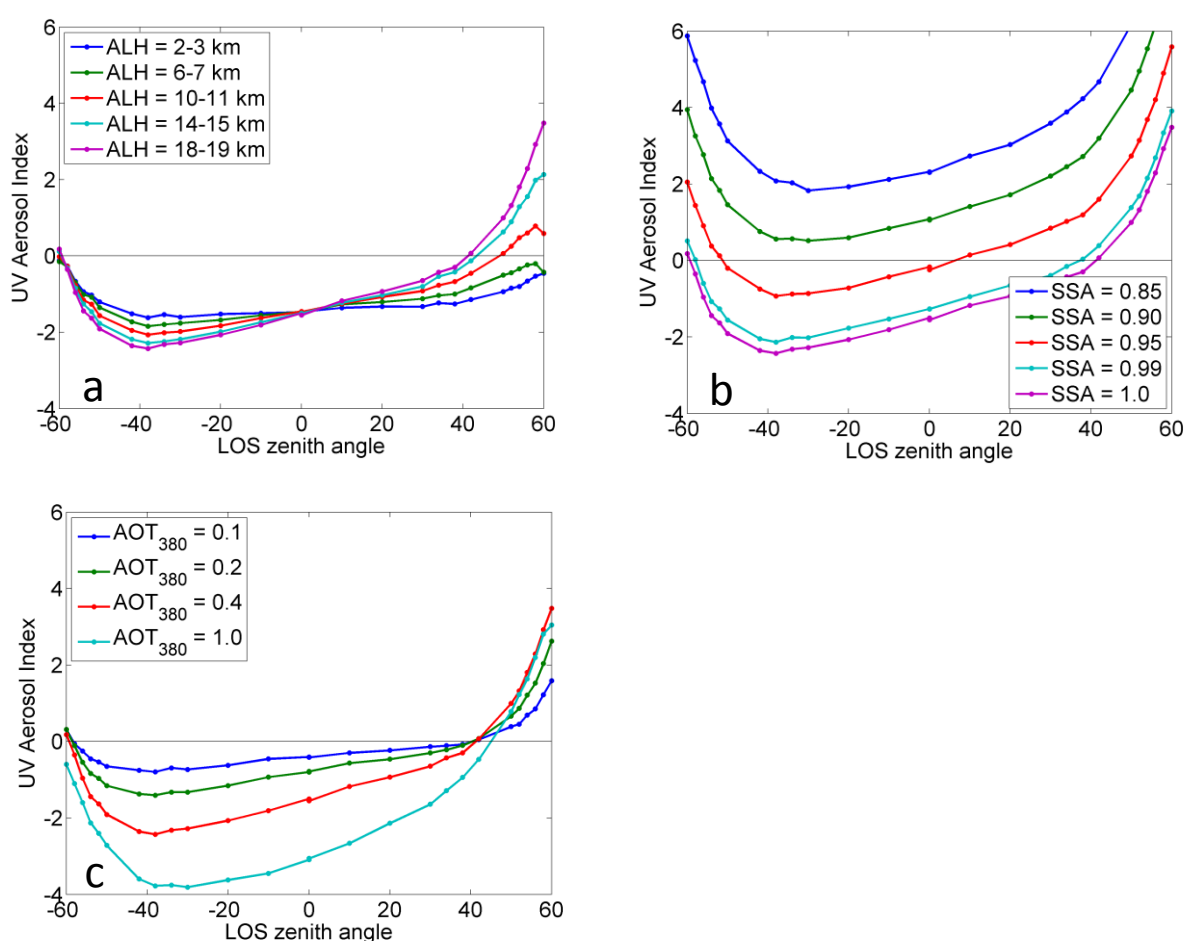 6
4
2
0
-2
-4
UV Aerosol Index
ALH = 2-3 km
ALH = 6-7 km
ALH = 10-11 km
ALH = 14-15 km
ALH = 18-19 km
a
-60 -40 -20 0 20 40 60
LOS zenith angle
6
4
2
0
-2
-4
UV Aerosol Index
SSA = 0.85
SSA = 0.90
SSA = 0.95
SSA = 0.99
SSA = 1.0
b
-60 -40 -20 0 20 40 60
LOS zenith angle
6
4
2
0
-2
-4
UV Aerosol Index
AOT380 = 0.1
AOT380 = 0.2
AOT380 = 0.4
AOT380 = 1.0
c
-60 -40 -20 0 20 40 60
LOS zenith angle